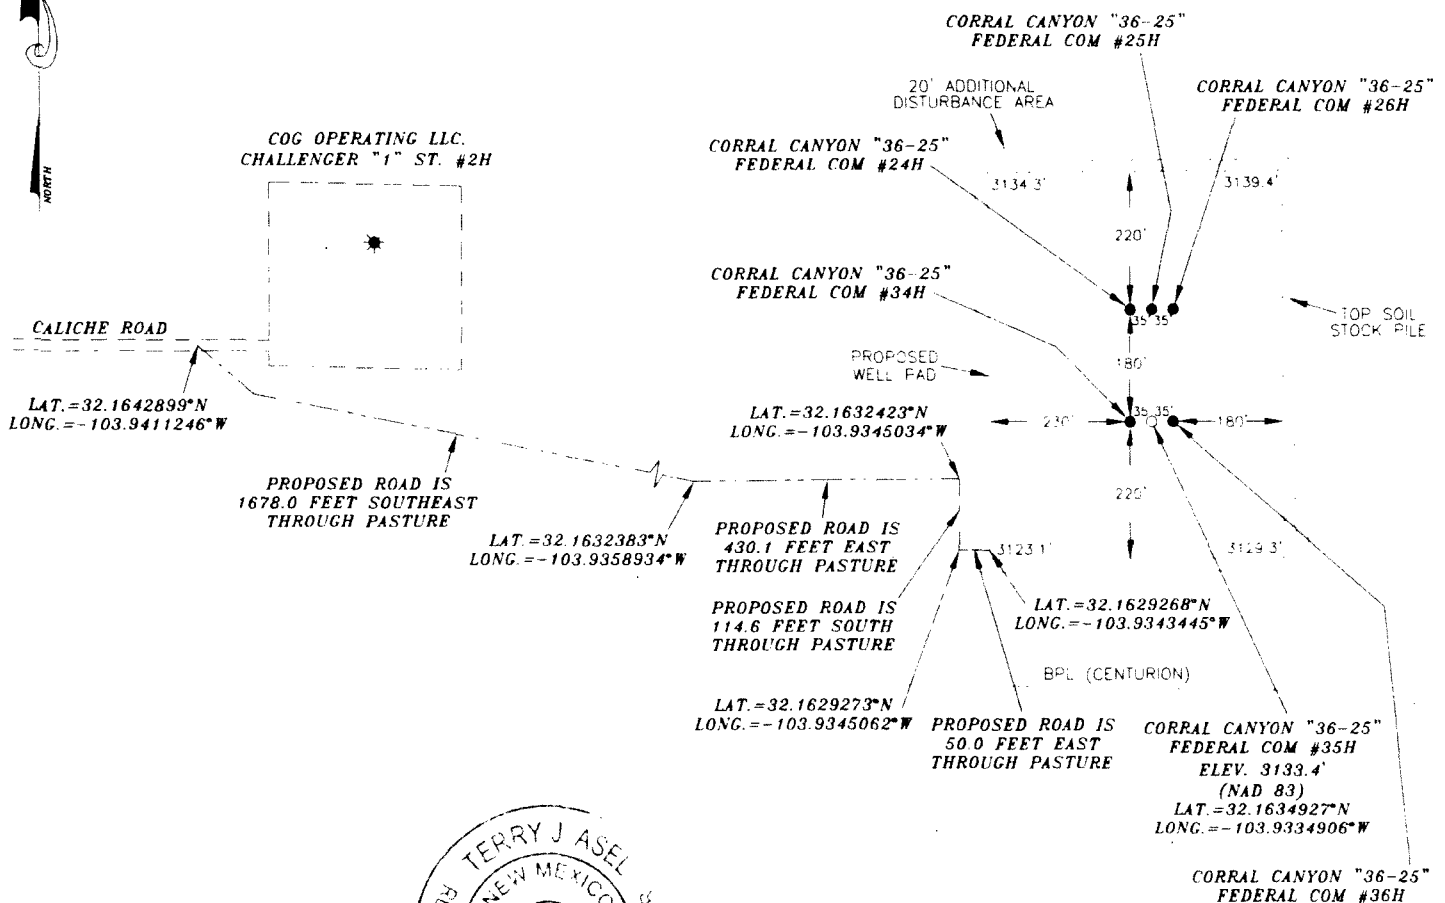 NORTH
COG OPERATING LLC.
CHALLENGER "1" ST. #2H
CALICHE ROAD
LAT.=32.1642899°N
LONG.=-103.9411246°W
PROPOSED ROAD IS
1678.0 FEET SOUTHEAST
THROUGH PASTURE
LAT.=32.1632383°N
LONG.=-103.9358934°W
CORRAL CANYON "36-25"
FEDERAL COM #25H
20' ADDITIONAL
DISTURBANCE AREA
CORRAL CANYON "36-25"
FEDERAL COM #26H
CORRAL CANYON "36-25"
FEDERAL COM #24H
3134.3'
3139.4'
220'
CORRAL CANYON "36-25"
FEDERAL COM #34H
35' 35'
TOP SOIL
STOCK PILE
PROPOSED
WELL PAD
180'
LAT.=32.1632423°N
LONG.=-103.9345034°W
35' 35'
230'
180'
220'
PROPOSED ROAD IS
430.1 FEET EAST
THROUGH PASTURE
3123.1'
3129.3'
PROPOSED ROAD IS
114.6 FEET SOUTH
THROUGH PASTURE
LAT.=32.1629268°N
LONG.=-103.9343445°W
BPL (CENTURION)
LAT.=32.1629273°N
LONG.=-103.9345062°W
PROPOSED ROAD IS
50.0 FEET EAST
THROUGH PASTURE
CORRAL CANYON "36-25"
FEDERAL COM #35H
ELEV. 3133.4'
(NAD 83)
LAT.=32.1634927°N
LONG.=-103.9334906°W
CORRAL CANYON "36-25"
FEDERAL COM #36H
TERRY J ASEL
NEW MEXICO